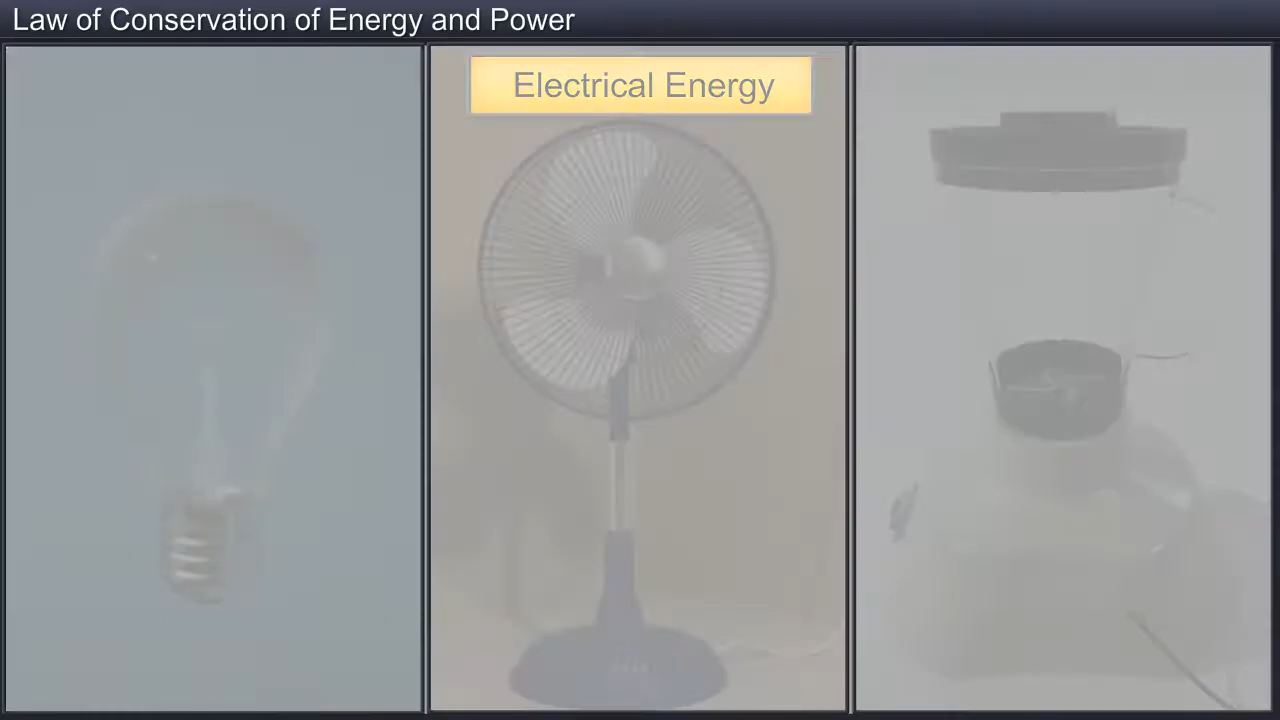 Law of Conservation of Energy and Power
Electrical Energy